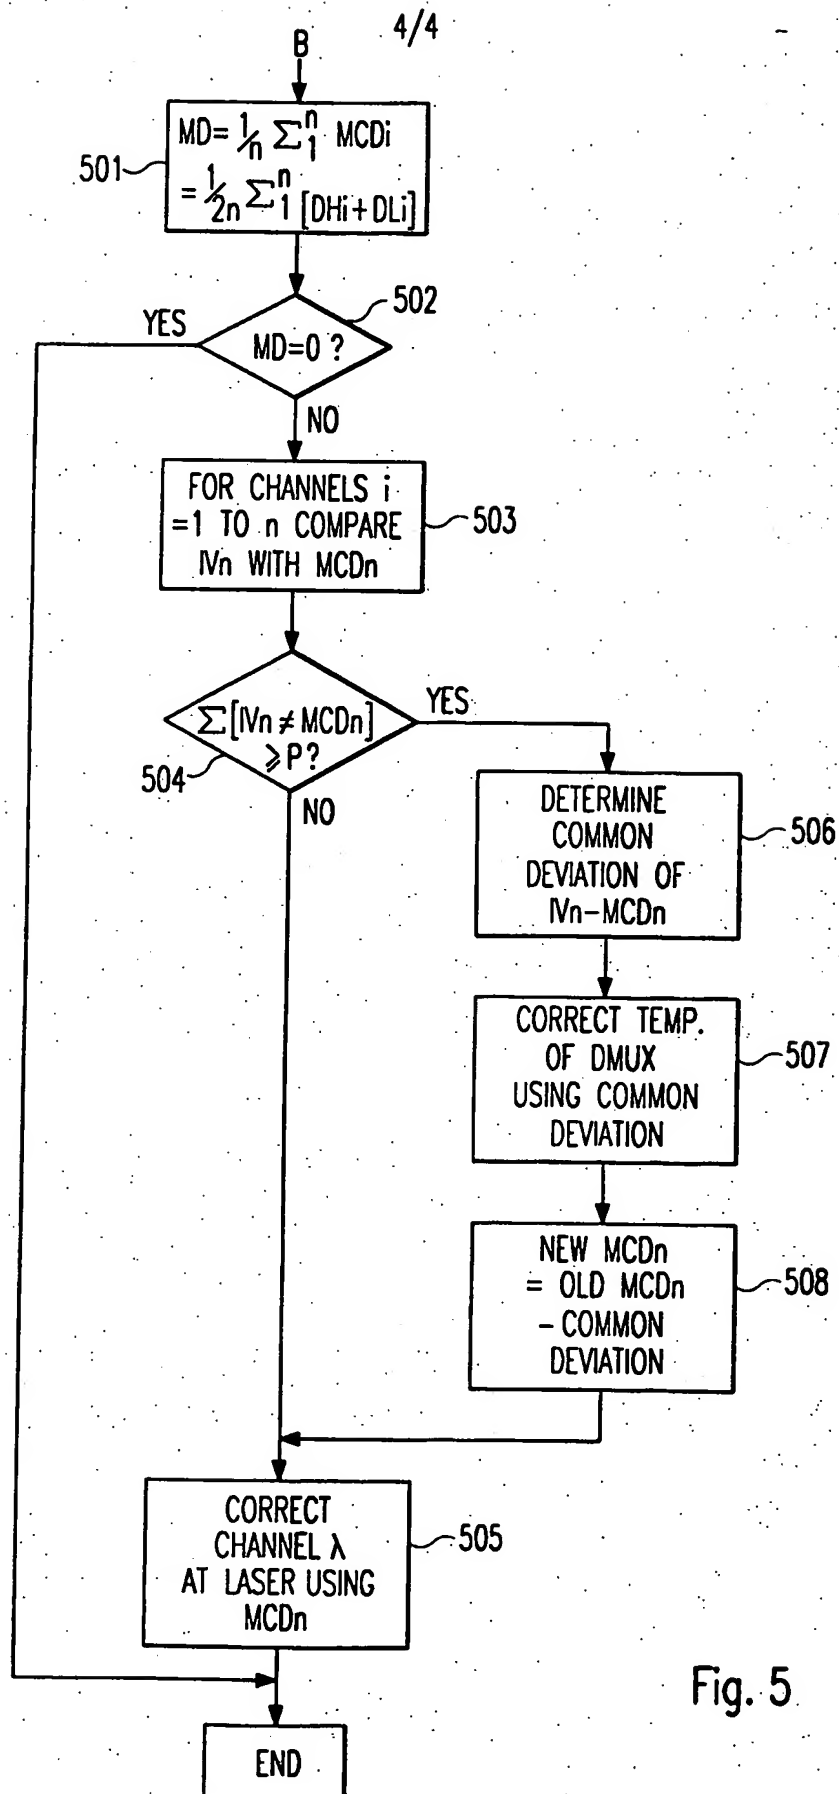 4/4
B
MD= 1/n Σ₁ⁿ MCDi
= 1/2n Σ₁ⁿ [DHi+DLi]
501
502
YES
MD=0 ?
NO
FOR CHANNELS i
=1 TO n COMPARE
IVn WITH MCDn
503
Σ[IVn ≠ MCDn]
⩾P?
504
YES
NO
DETERMINE
COMMON
DEVIATION OF
IVn-MCDn
506
CORRECT TEMP.
OF DMUX
USING COMMON
DEVIATION
507
NEW MCDn
= OLD MCDn
- COMMON
DEVIATION
508
CORRECT
CHANNEL λ
AT LASER USING
MCDn
505
END
Fig. 5